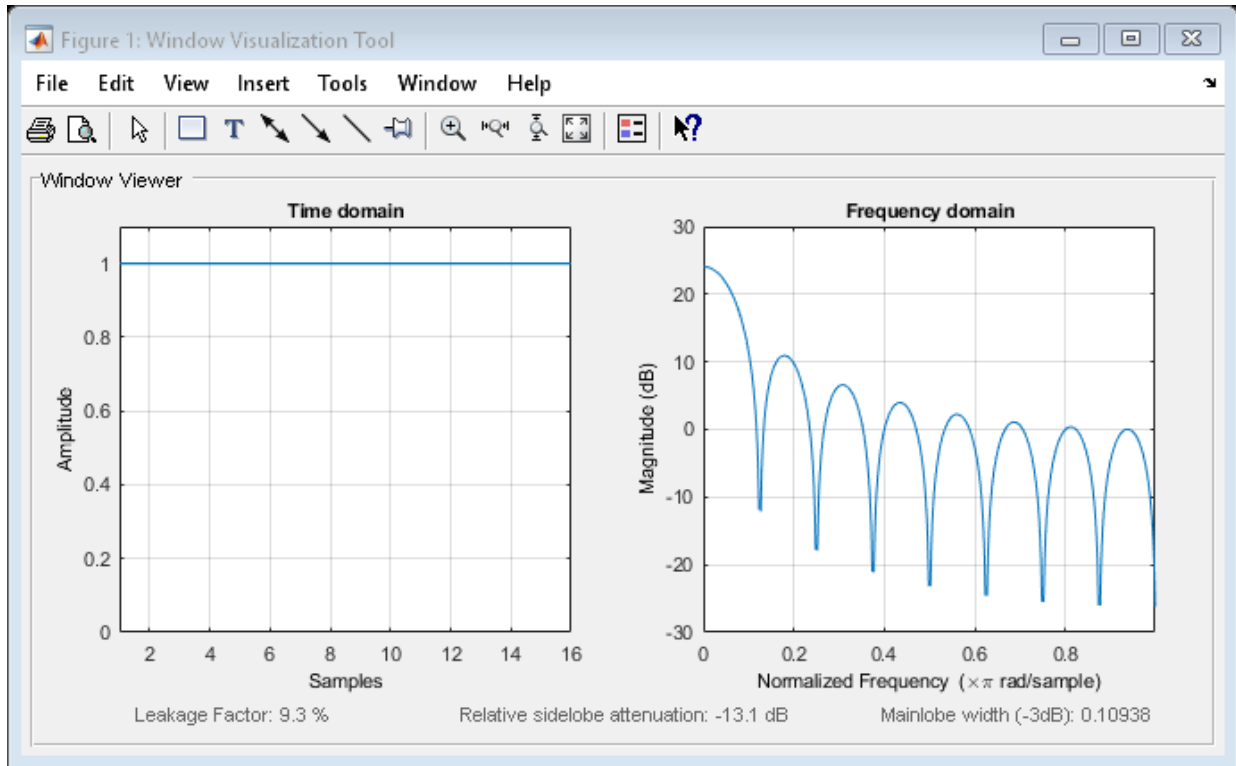 Figure 1: Window Visualization Tool
File Edit View Insert Tools Window Help
T
?
Window Viewer
Time domain
Amplitude
1
0.8
0.6
0.4
0.2
0
2 4 6 8 10 12 14 16
Samples
Frequency domain
Magnitude (dB)
30
20
10
0
-10
-20
-30
0 0.2 0.4 0.6 0.8
Normalized Frequency (×π rad/sample)
Leakage Factor: 9.3 % Relative sidelobe attenuation: -13.1 dB Mainlobe width (-3dB): 0.10938